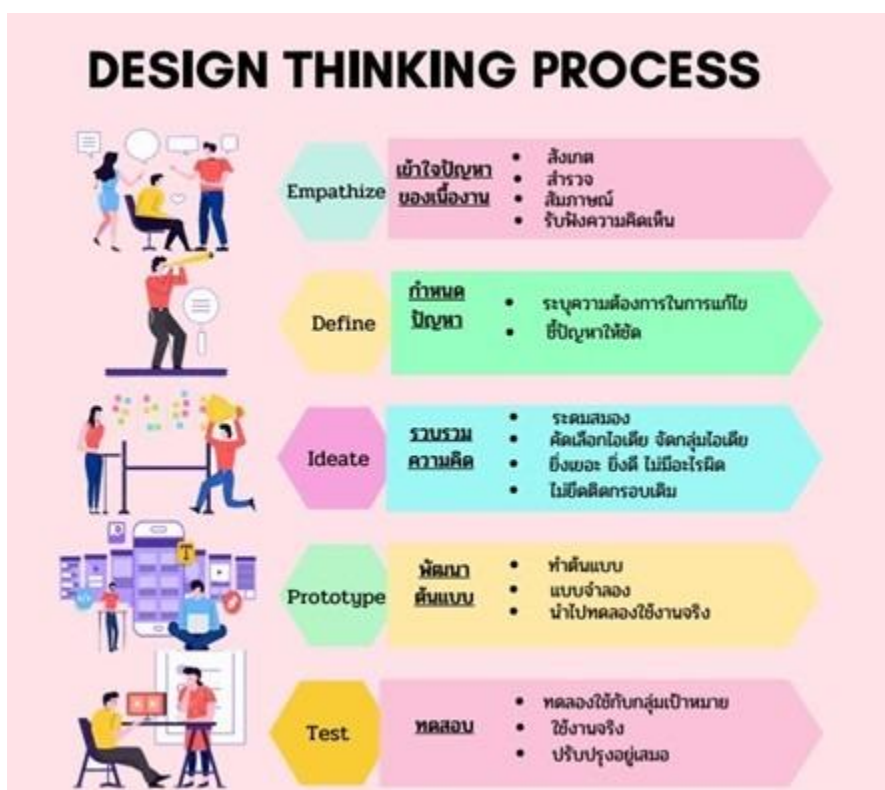 DESIGN THINKING PROCESS
Empathize
เข้าใจปัญหา
ของเนื้องาน
• สังเกต
• สำรวจ
• สัมภาษณ์
• รับฟังความคิดเห็น
Define
กำหนด
ปัญหา
• ระบุความต้องการในการแก้ไข
• ชี้ปัญหาให้ชัด
Ideate
รวบรวม
ความคิด
• ระดมสมอง
• คัดเลือกไอเดีย จัดกลุ่มไอเดีย
• ยิ่งเยอะ ยิ่งดี ไม่มีอะไรผิด
• ไม่ยึดติดกรอบเดิม
Prototype
พัฒนา
ต้นแบบ
• ทำต้นแบบ
• แบบจำลอง
• นำไปทดลองใช้งานจริง
Test
ทดสอบ
• ทดลองใช้กับกลุ่มเป้าหมาย
• ใช้งานจริง
• ปรับปรุงอยู่เสมอ